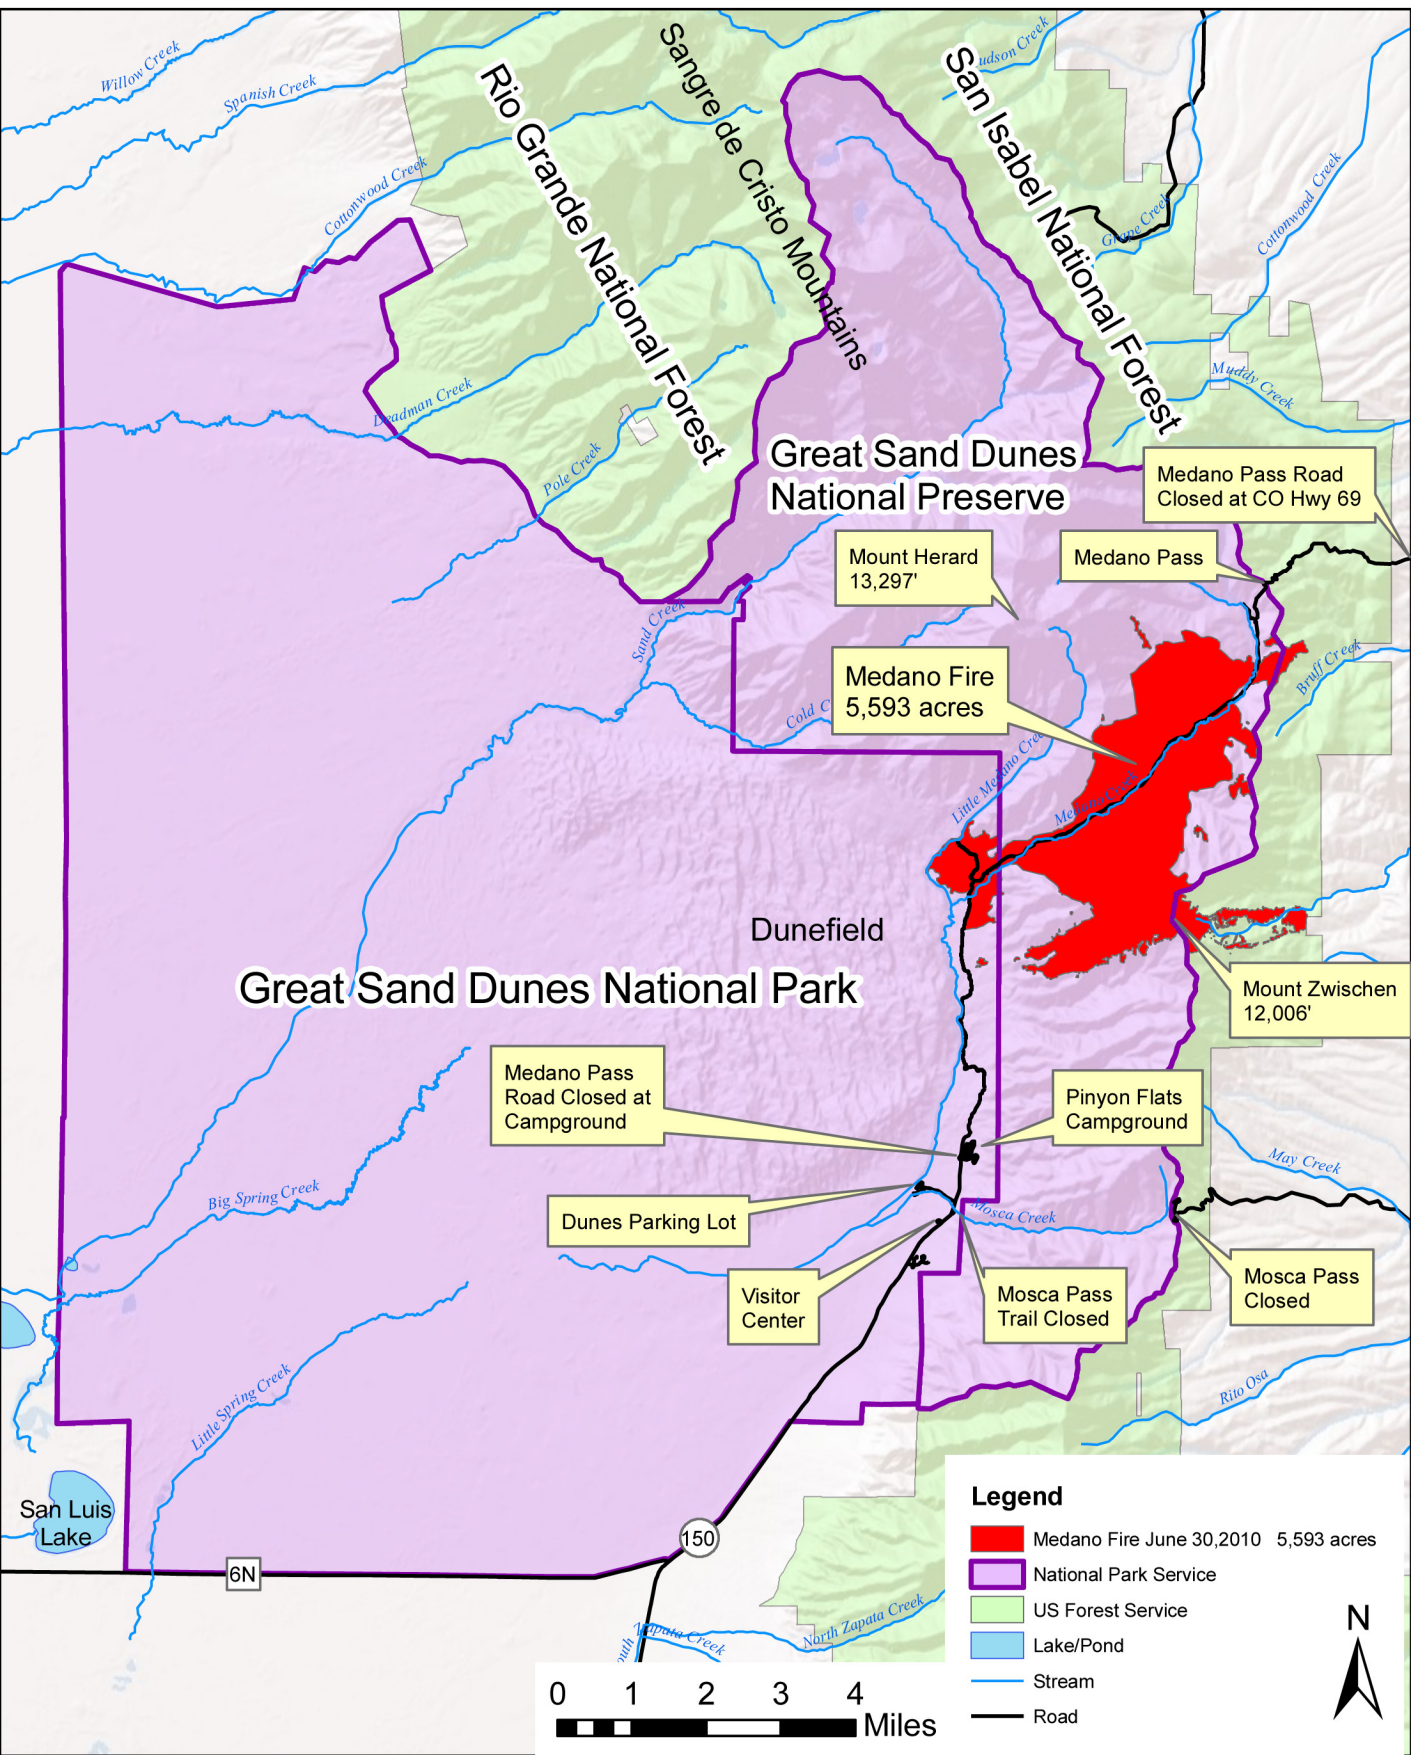 Willow Creek
Spanish Creek
Cottonwood Creek
Rio Grande National Forest
Sangre de Cristo Mountains
San Isabel National Forest
udson Creek
Grape Creek
Cottonwood Creek
Muddy Creek
Deadman Creek
Pole Creek
Great Sand Dunes
National Preserve
Medano Pass Road
Closed at CO Hwy 69
Mount Herard
13,297'
Medano Pass
Sand Creek
Medano Fire
5,593 acres
Bruff Creek
Cold C
Little Medano Cree
Medano Creek
Dunefield
Great Sand Dunes National Park
Mount Zwischen
12,006'
Medano Pass
Road Closed at
Campground
Pinyon Flats
Campground
May Creek
Big Spring Creek
Dunes Parking Lot
Mosca Creek
Visitor
Center
Mosca Pass
Trail Closed
Mosca Pass
Closed
Little Spring Creek
Rito Osa
San Luis
Lake
150
6N
North Zapata Creek
Zapata Creek
outh
Legend
Medano Fire June 30,2010 5,593 acres
National Park Service
US Forest Service
Lake/Pond
Stream
Road
N
0 1 2 3 4
Miles